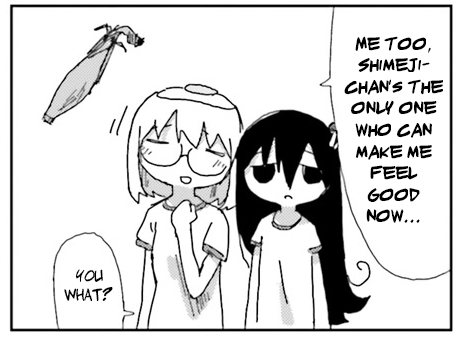 ME TOO,
SHIMEJI-
CHAN'S THE
ONLY ONE
WHO CAN
MAKE ME
FEEL
GOOD
NOW...
YOU
WHAT?